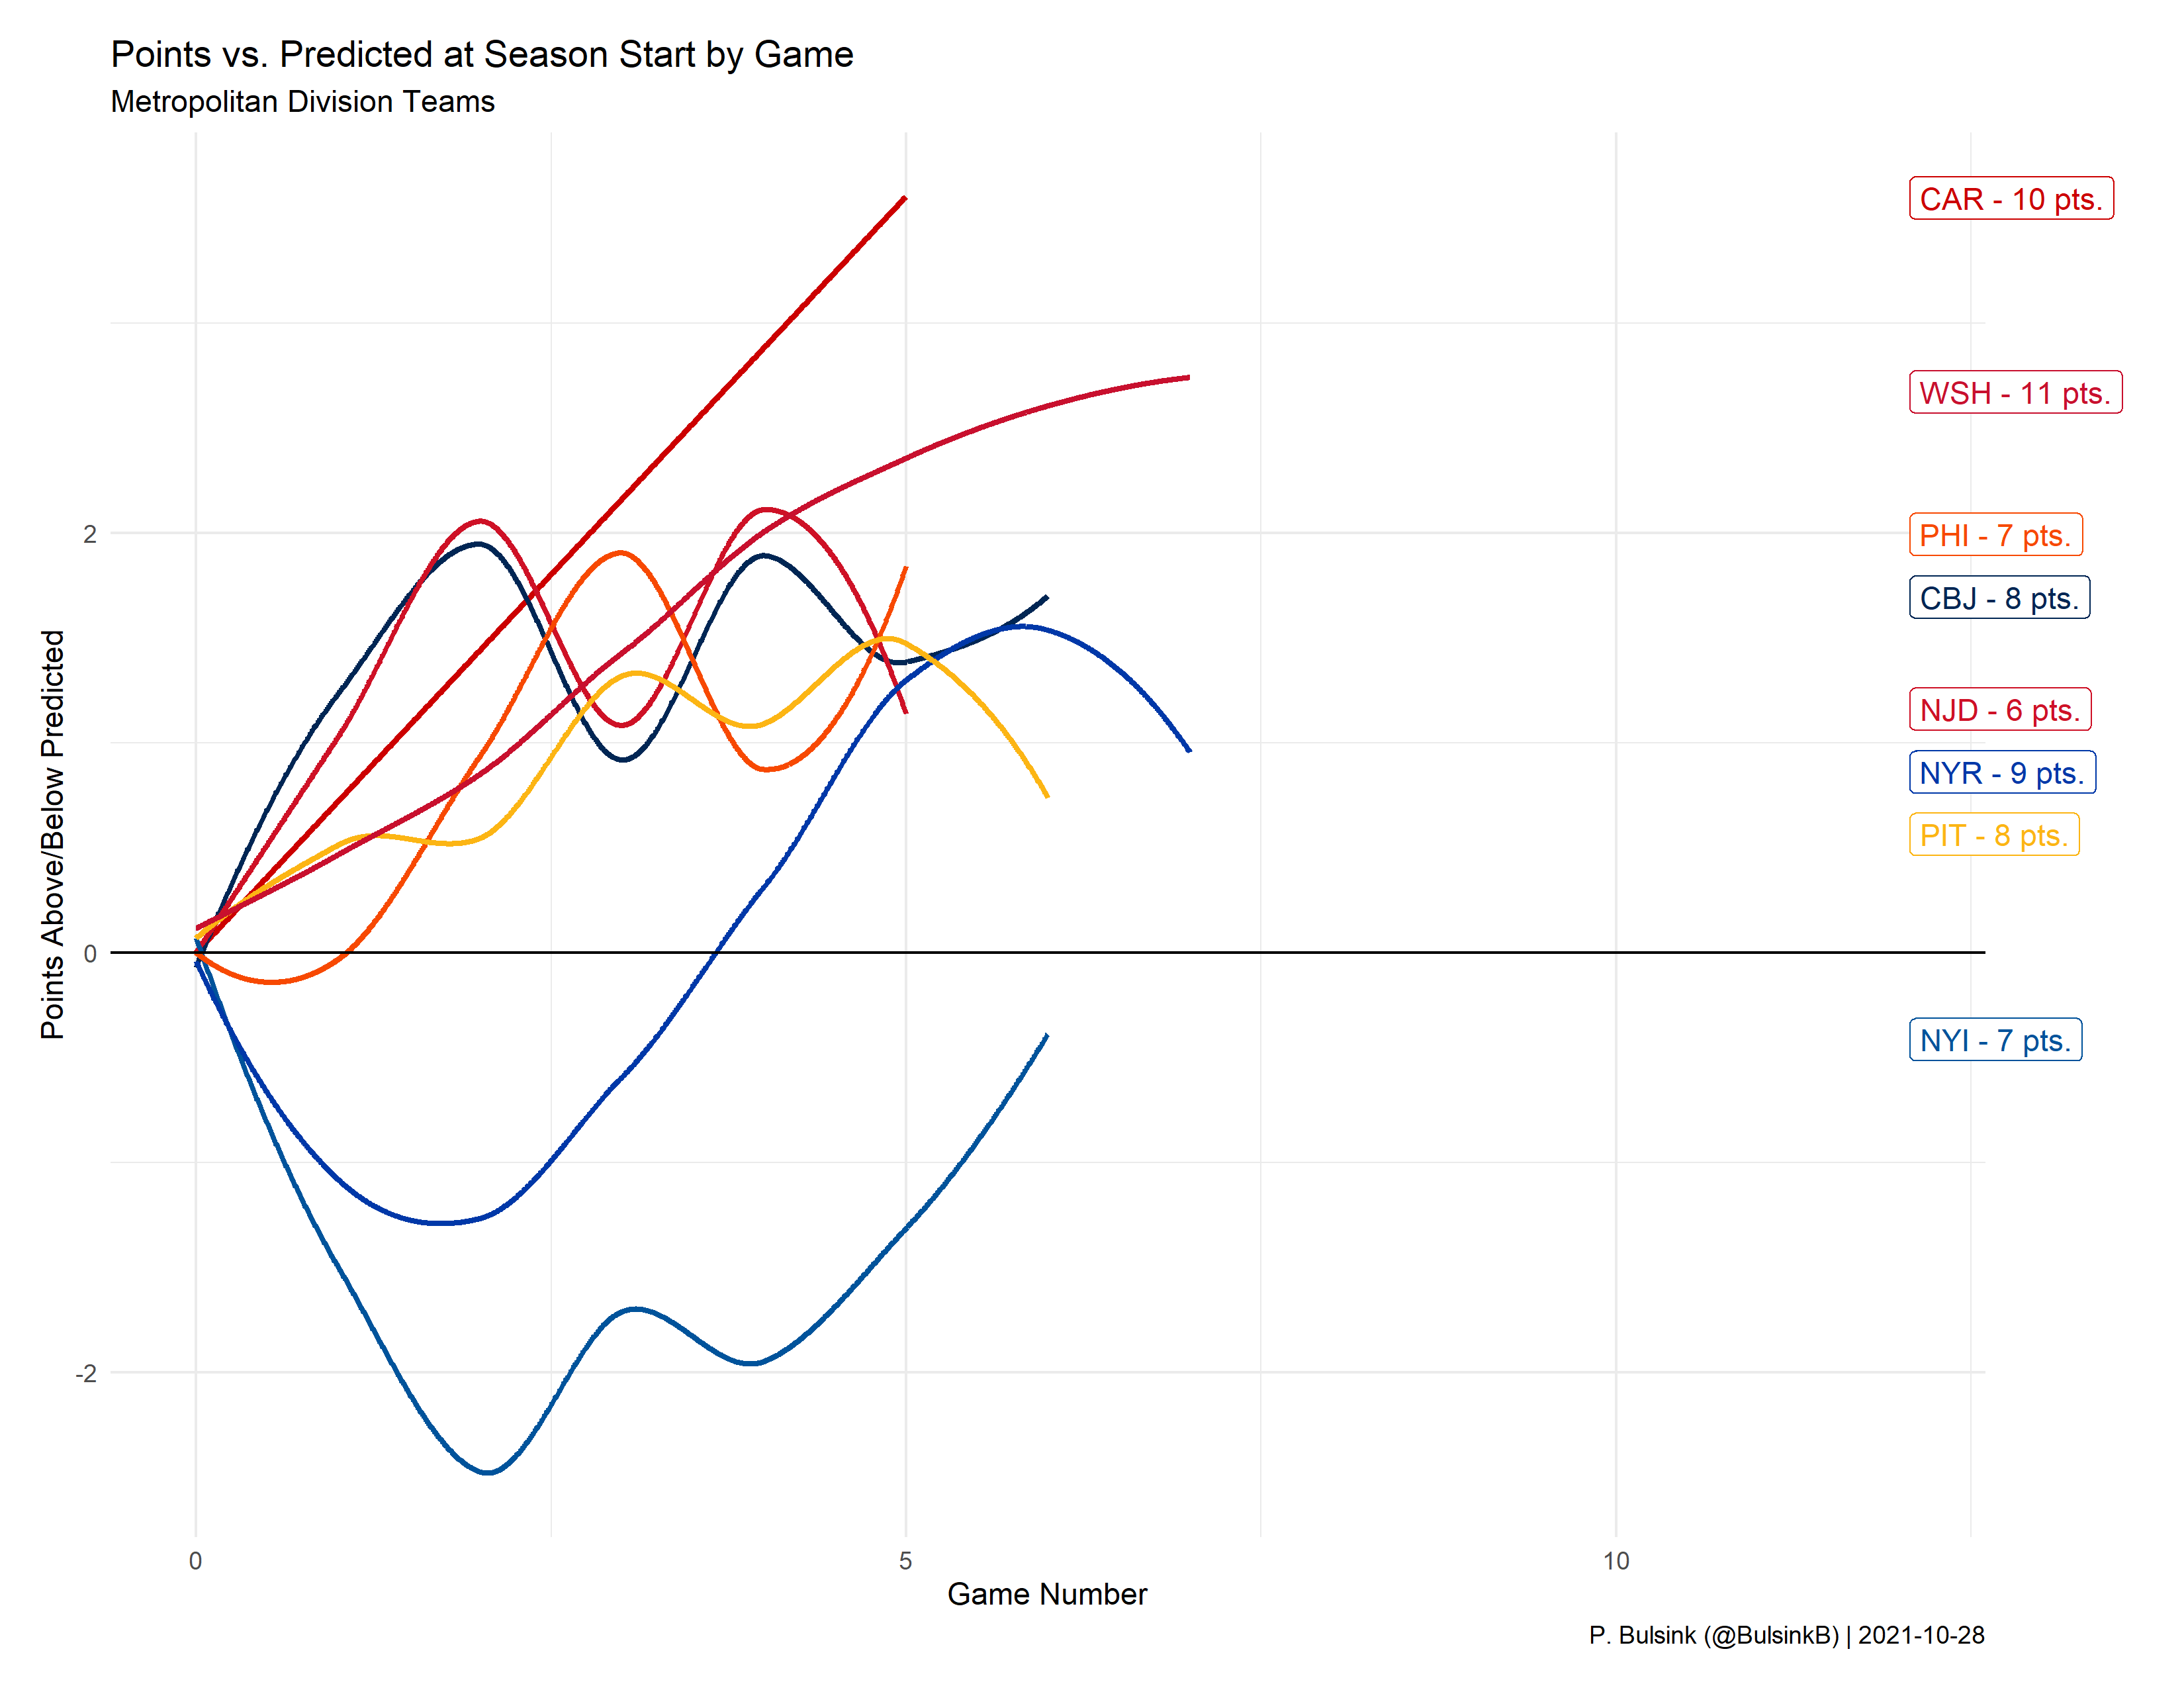 Points vs. Predicted at Season Start by Game
Metropolitan Division Teams
Points Above/Below Predicted
2
0
-2
CAR - 10 pts.
WSH - 11 pts.
PHI - 7 pts.
CBJ - 8 pts.
NJD - 6 pts.
NYR - 9 pts.
PIT - 8 pts.
NYI - 7 pts.
0
5
10
Game Number
P. Bulsink (@BulsinkB) | 2021-10-28